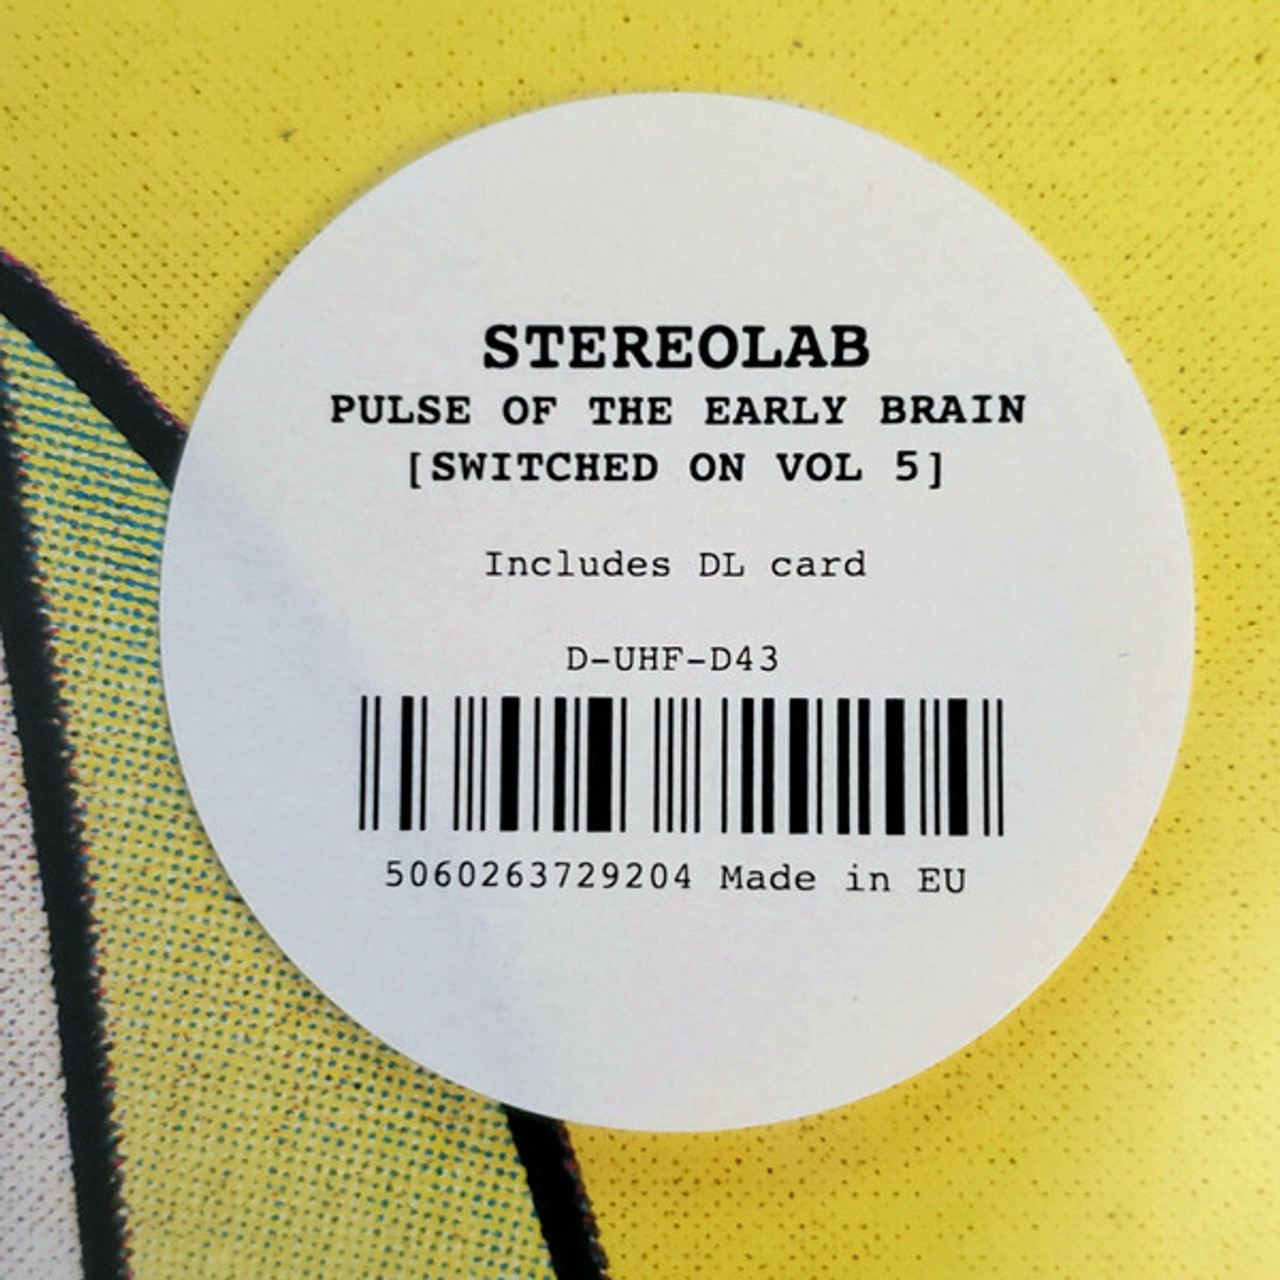 STEREOLAB
PULSE OF THE EARLY BRAIN
[SWITCHED ON VOL 5]
Includes DL card
D-UHF-D43
5060263729204 Made in EU